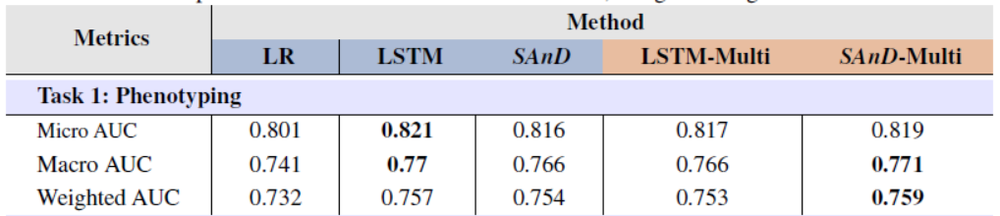 Metrics Method
LR LSTM SAnD LSTM-Multi SAnD-Multi
Task 1: Phenotyping
Micro AUC 0.801 0.821 0.816 0.817 0.819
Macro AUC 0.741 0.77 0.766 0.766 0.771
Weighted AUC 0.732 0.757 0.754 0.753 0.759